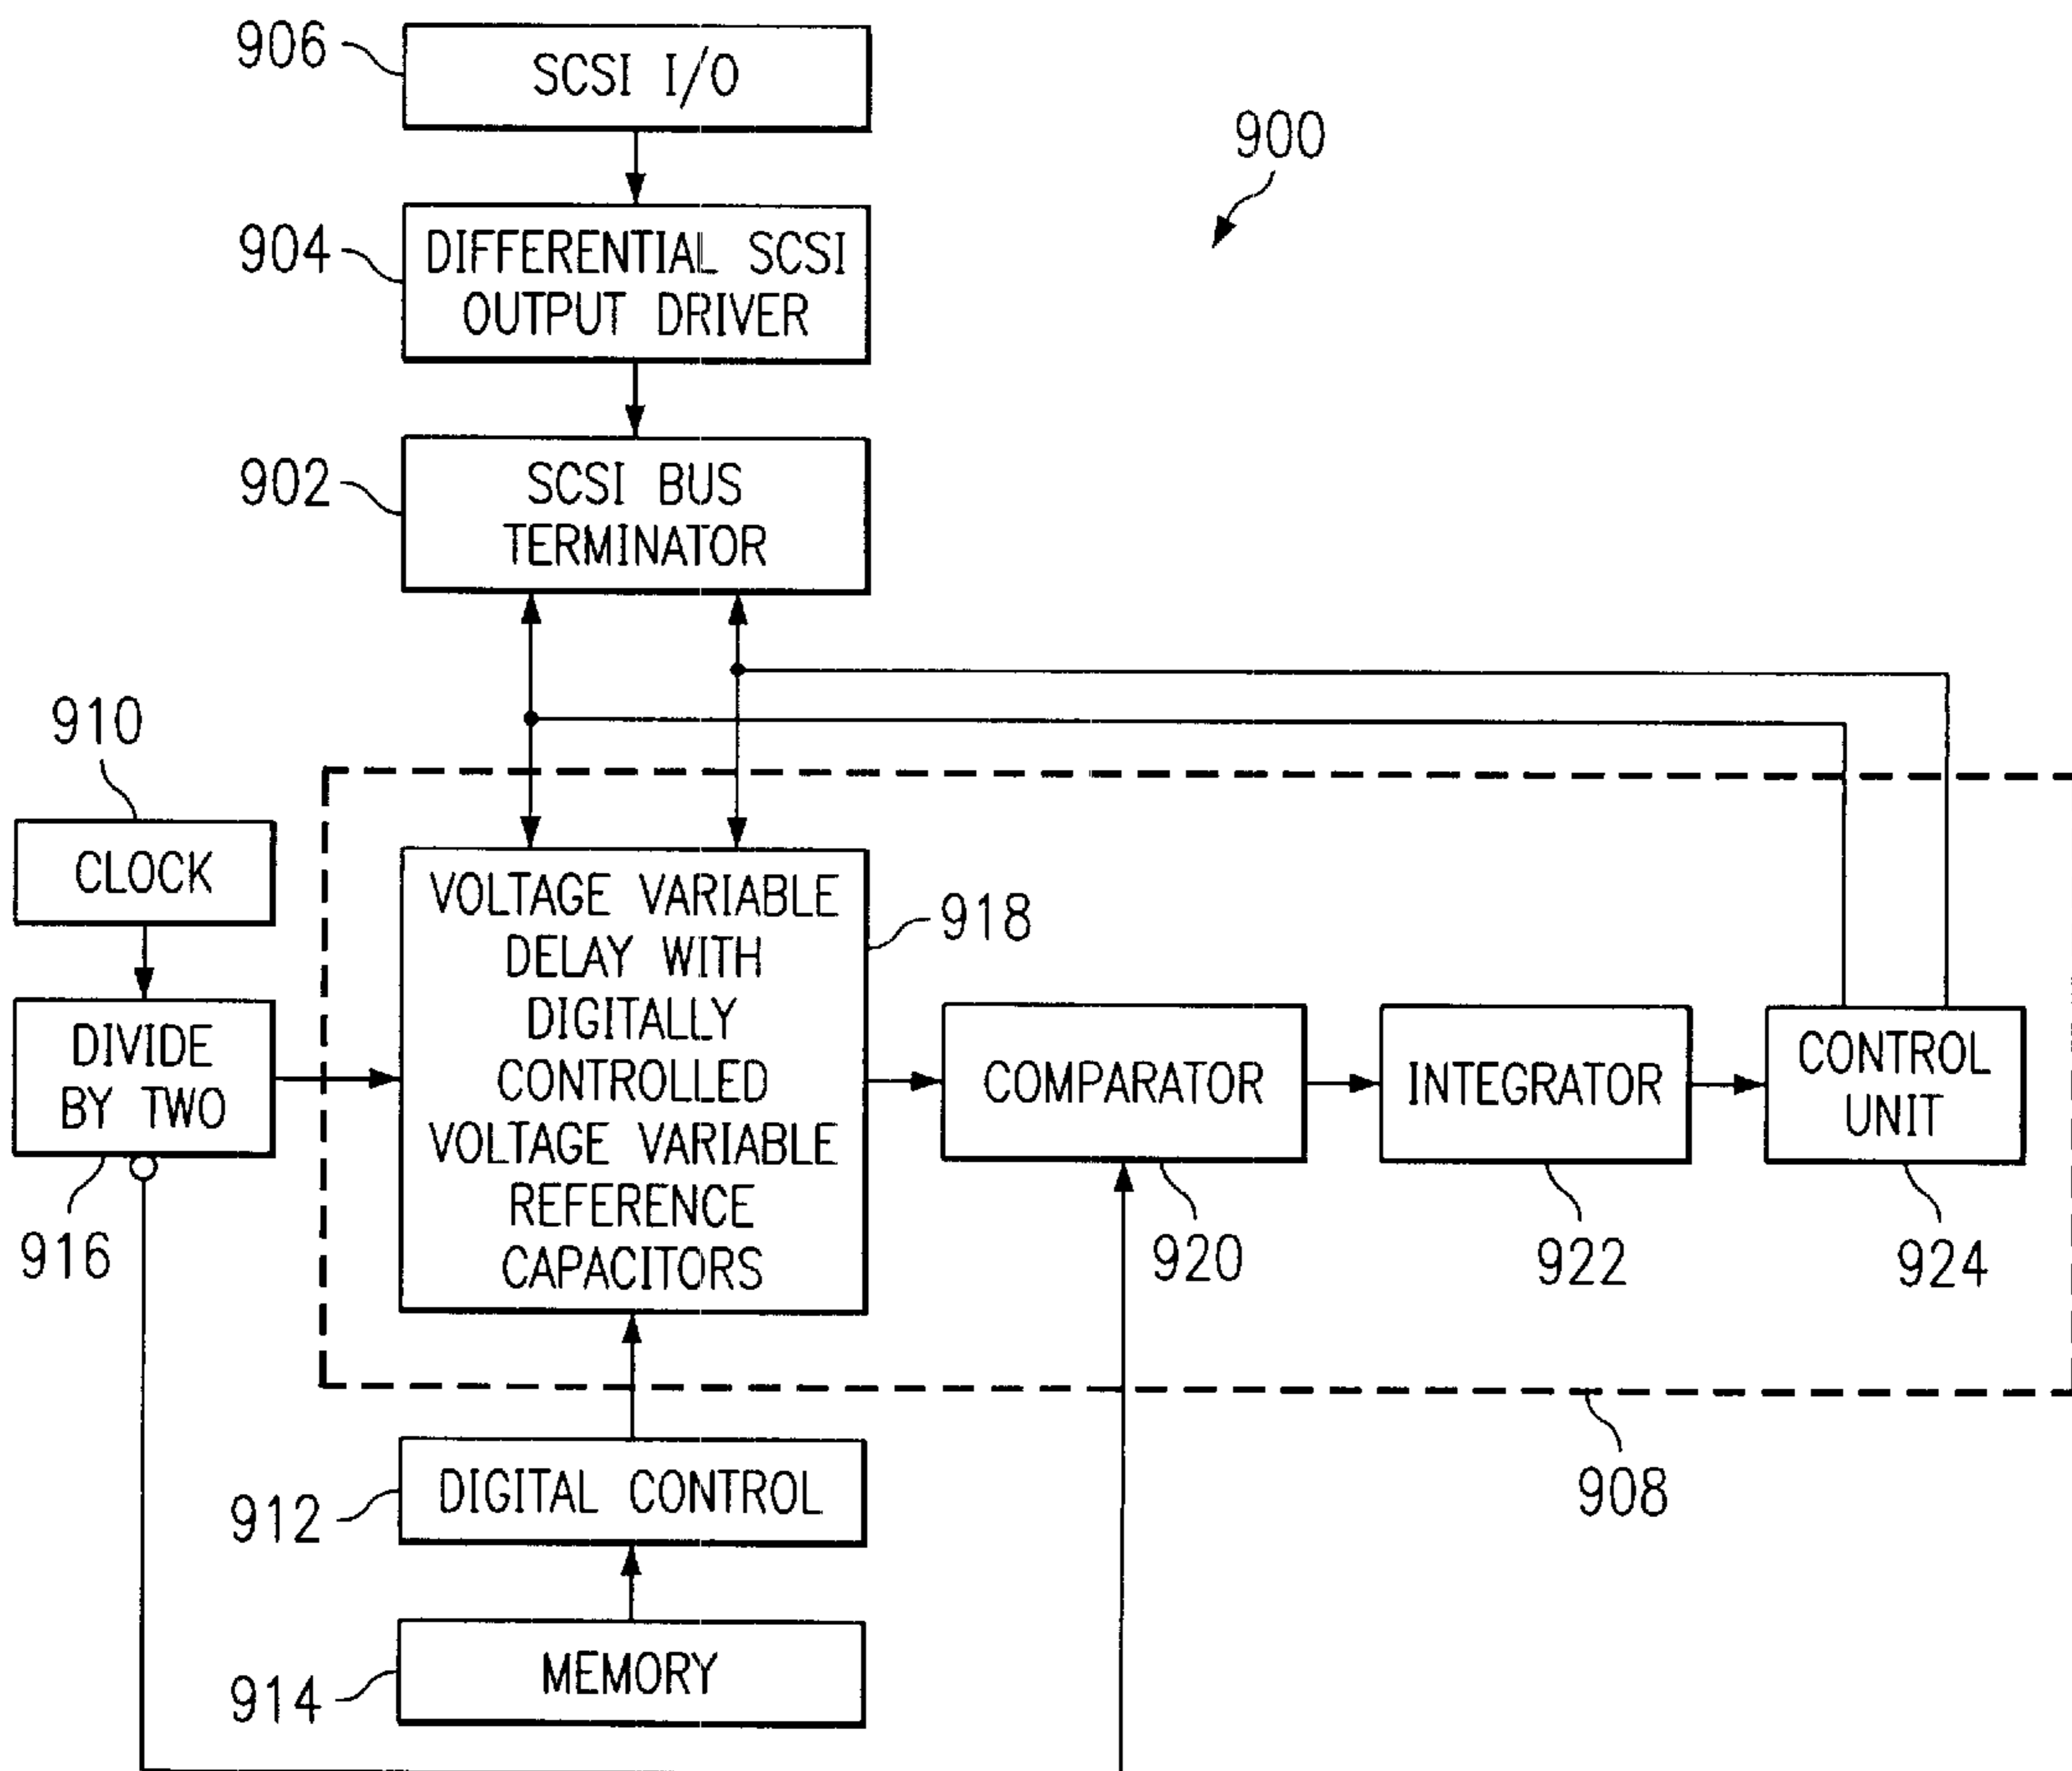 906
SCSI I/O
900
904
DIFFERENTIAL SCSI
OUTPUT DRIVER
902
SCSI BUS
TERMINATOR
910
CLOCK
VOLTAGE VARIABLE
DELAY WITH
DIGITALLY
CONTROLLED
VOLTAGE VARIABLE
REFERENCE
CAPACITORS
918
DIVIDE
BY TWO
916
COMPARATOR
920
INTEGRATOR
922
CONTROL
UNIT
924
908
912
DIGITAL CONTROL
914
MEMORY